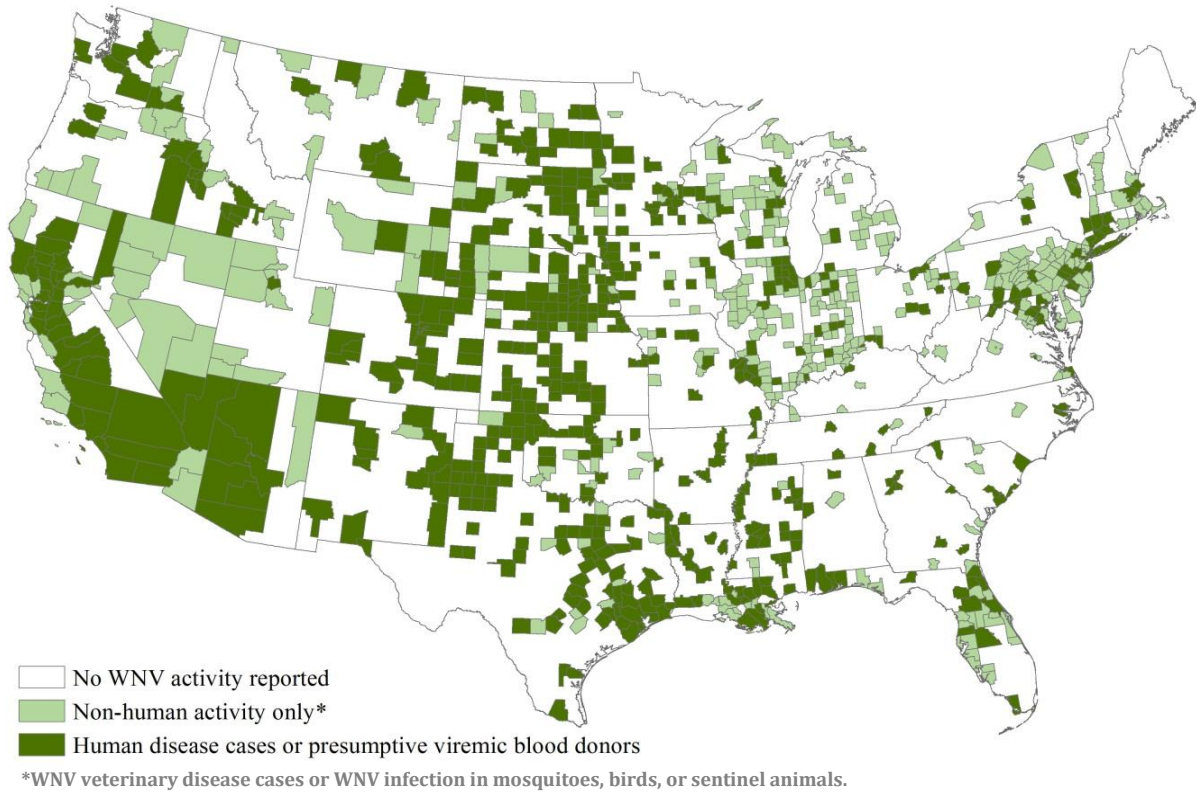 No WNV activity reported
Non-human activity only*
Human disease cases or presumptive viremic blood donors
*WNV veterinary disease cases or WNV infection in mosquitoes, birds, or sentinel animals.